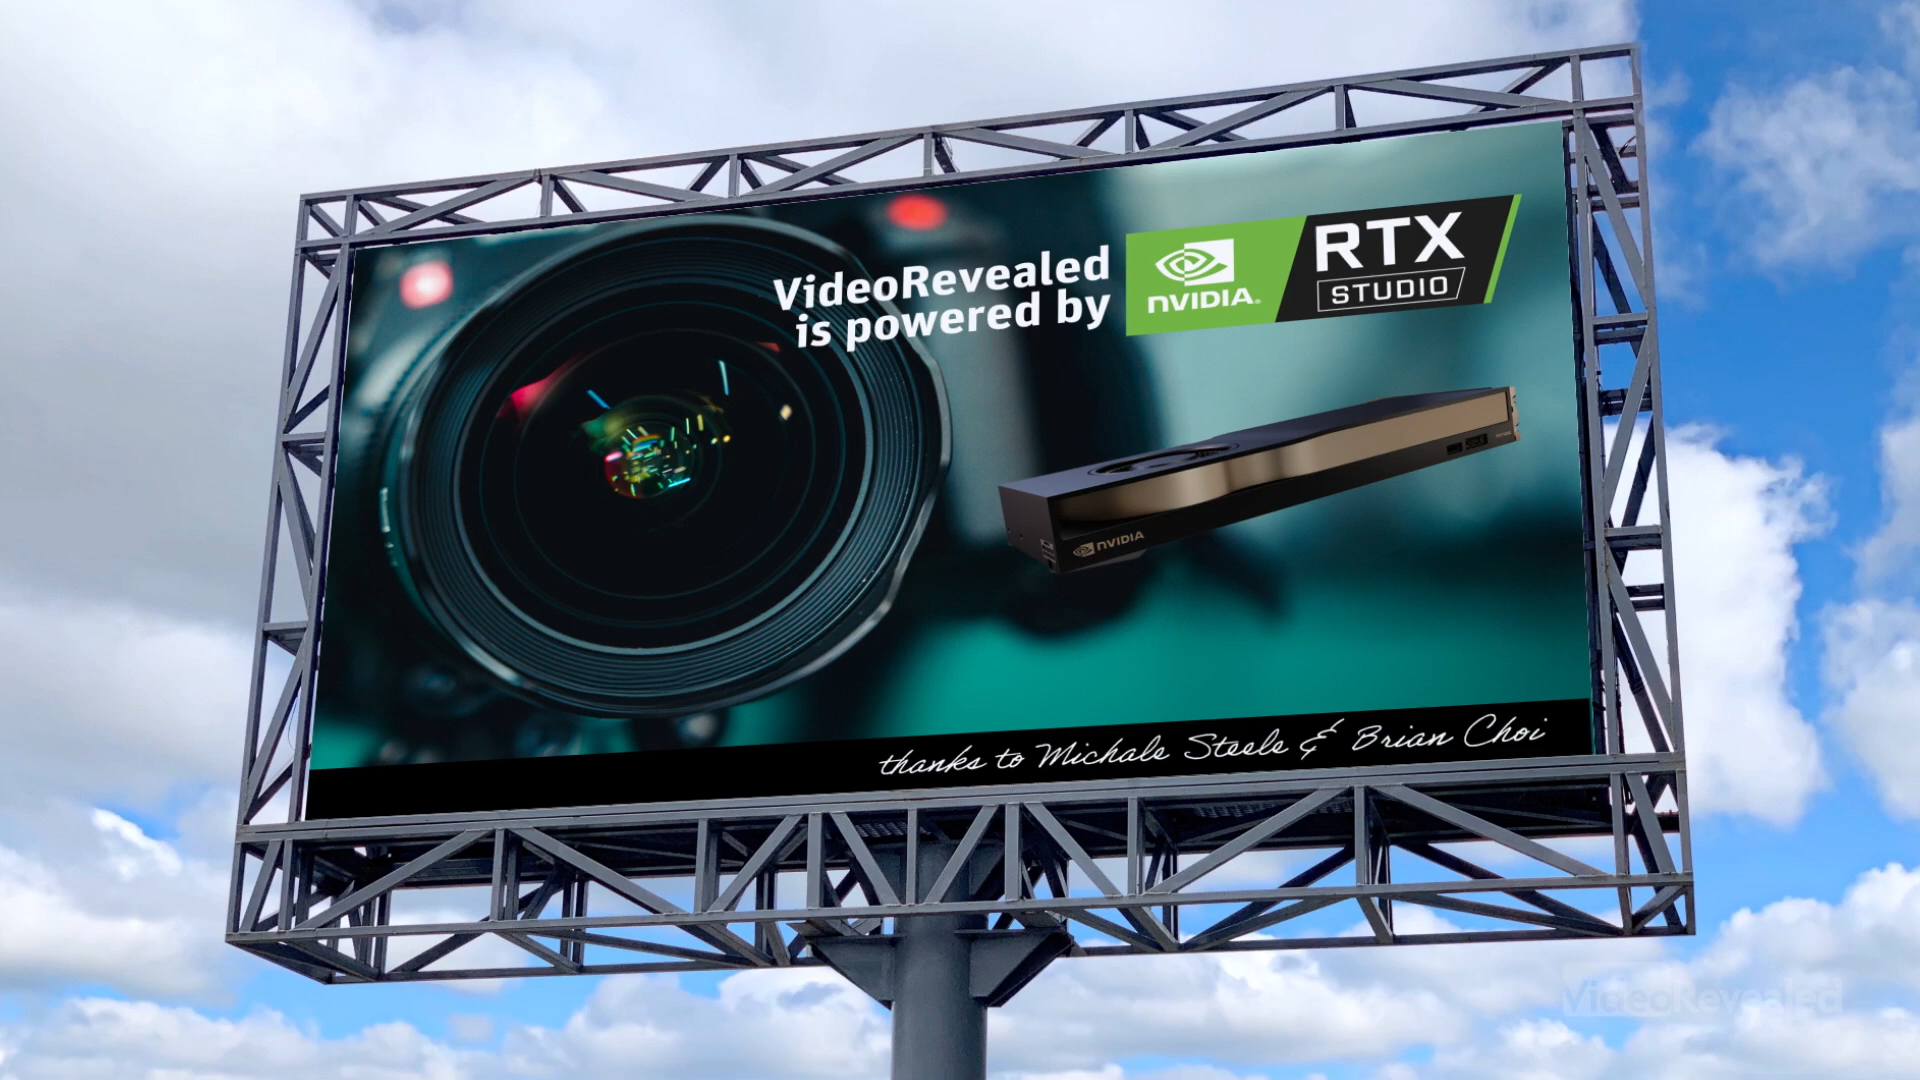 VideoRevealed
is powered by
NVIDIA.
RTX
STUDIO
NVIDIA
thanks to Michale Steele & Brian Choi
VideoRevealed